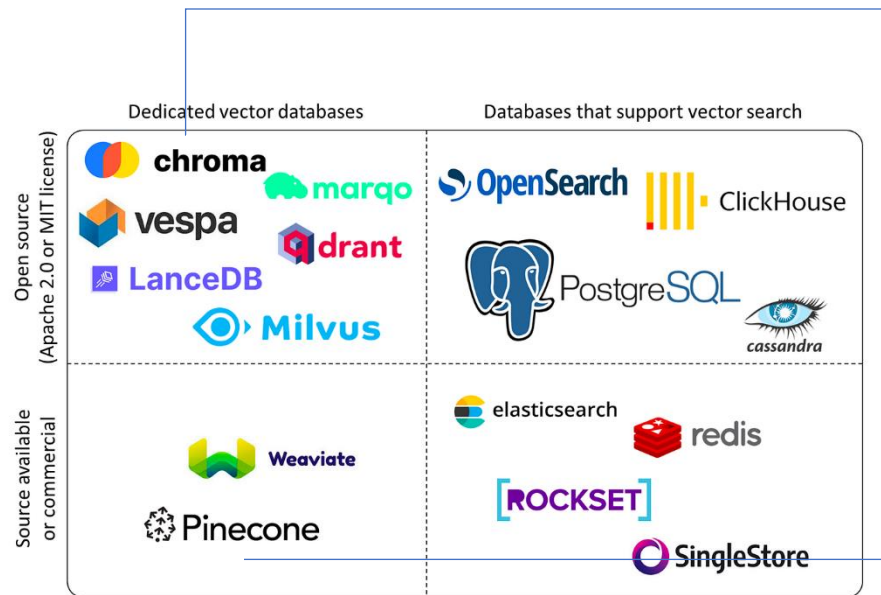 Dedicated vector databases
Databases that support vector search
Open source
(Apache 2.0 or MIT license)
chroma
marqo
vespa
qdrant
LanceDB
Milvus
OpenSearch
ClickHouse
PostgreSQL
cassandra
Source available
or commercial
Weaviate
Pinecone
elasticsearch
redis
[ROCKSET]
SingleStore